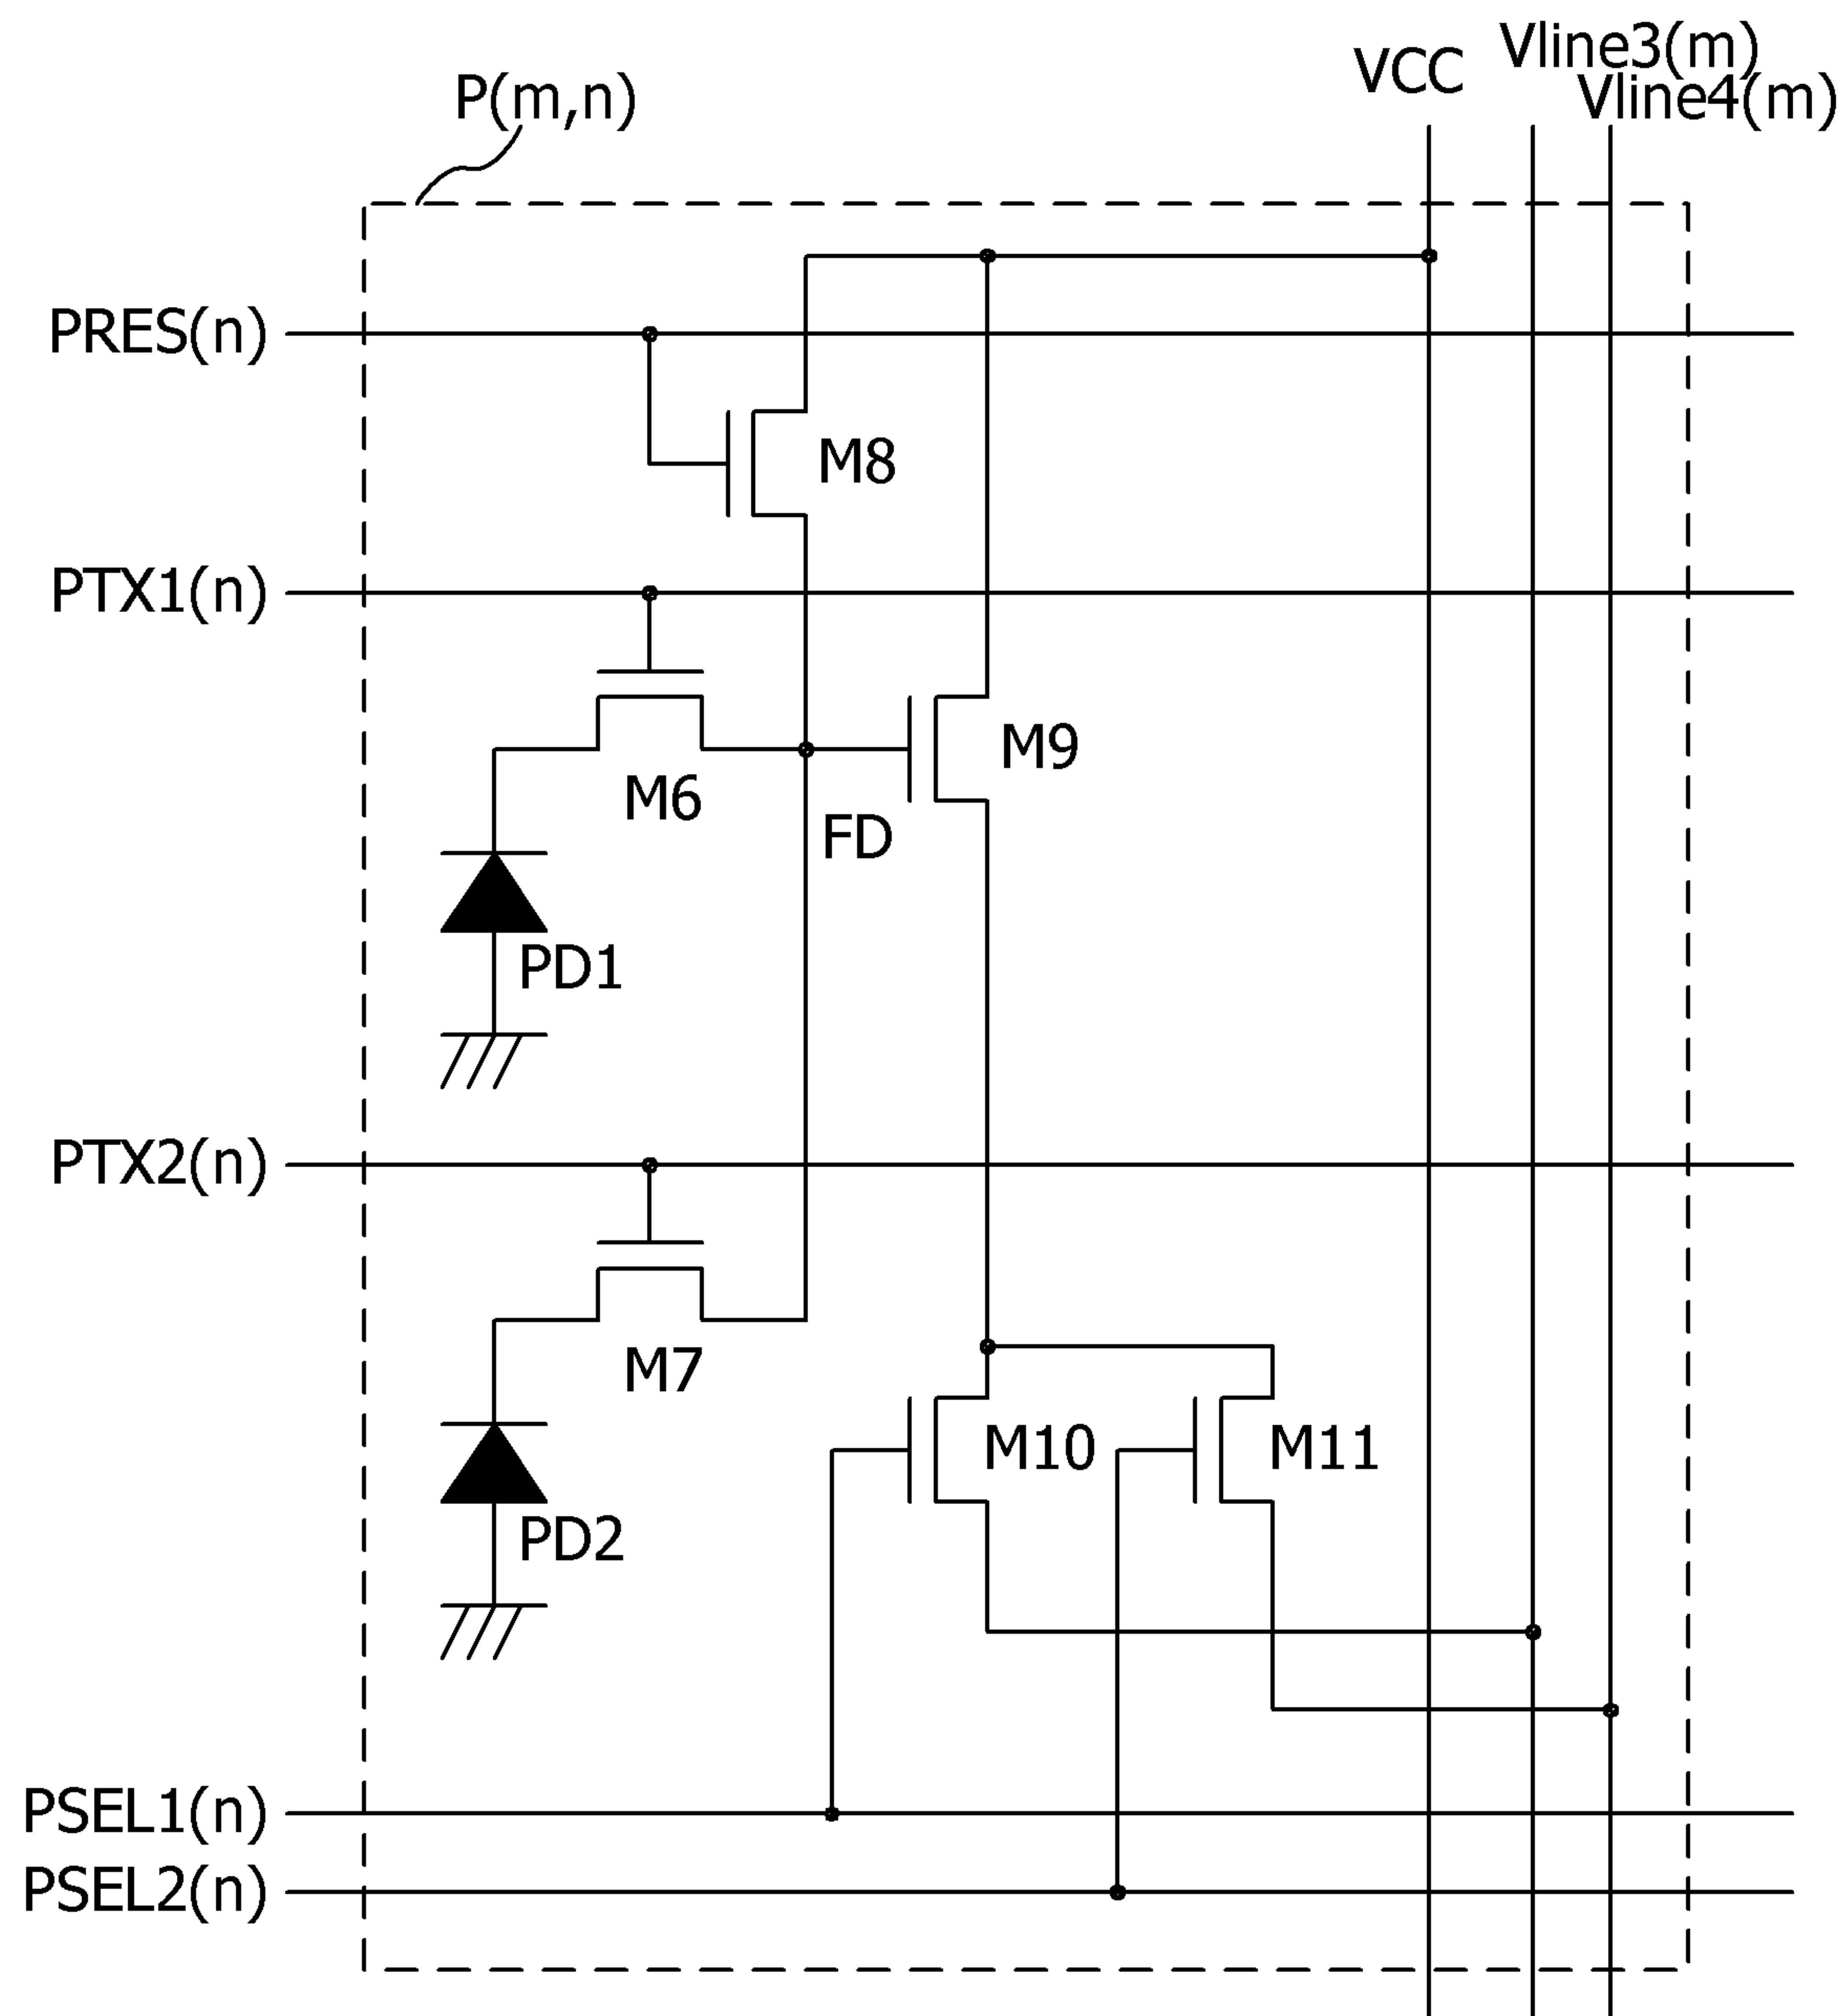 Vline3(m)
VCC
Vline4(m)
P(m,n)
PRES(n)
M8
PTX1(n)
M9
M6
FD
PD1
PTX2(n)
M7
M10
M11
PD2
PSEL1(n)
PSEL2(n)